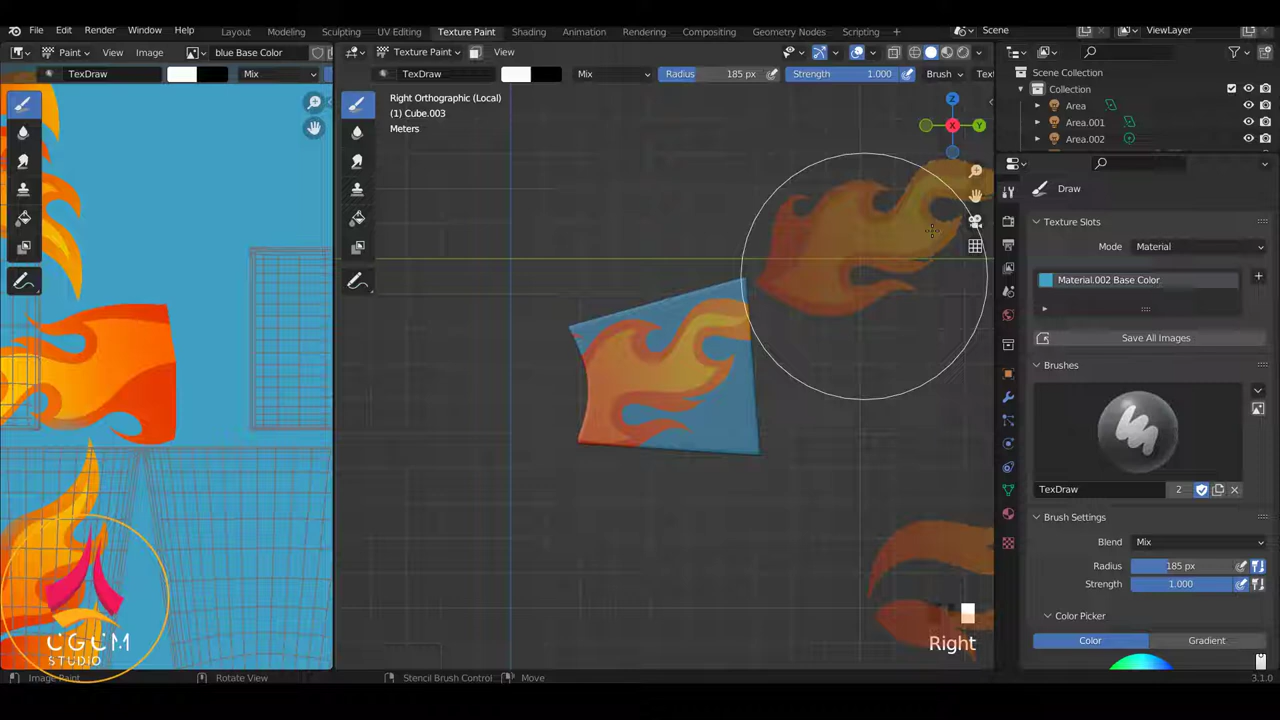 File Edit Render Window Help Layout Modeling Sculpting UV Editing Texture Paint Shading Animation Rendering Compositing Geometry Nodes Scripting Scene ViewLayer
Paint View Image blue Base Color Texture Paint View
TexDraw Mix TexDraw Mix Radius 185 px Strength 1.000 Brush
Right Orthographic (Local)
(1) Cube.003
Meters
Z
Y
X
Scene Collection
Collection
Area
Area.001
Area.002
Draw
Texture Slots
Mode Material
Material.002 Base Color
Save All Images
Brushes
TexDraw 2
Brush Settings
Blend Mix
Radius 185 px
Strength 1.000
Color Picker
Color Gradient
CGCM
STUDIO
Right
Image Paint Rotate View Stencil Brush Control Move 3.1.0